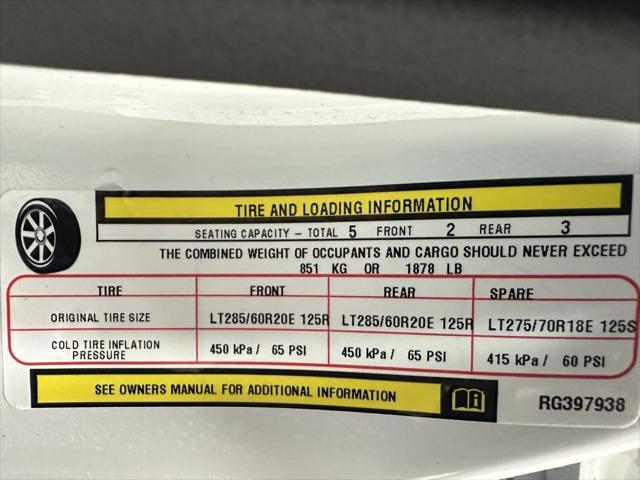 TIRE AND LOADING INFORMATION
SEATING CAPACITY – TOTAL 5 FRONT 2 REAR 3
THE COMBINED WEIGHT OF OCCUPANTS AND CARGO SHOULD NEVER EXCEED
851 KG OR 1878 LB
TIRE FRONT REAR SPARE
ORIGINAL TIRE SIZE LT285/60R20E 125R LT285/60R20E 125R LT275/70R18E 125S
COLD TIRE INFLATION PRESSURE 450 kPa / 65 PSI 450 kPa / 65 PSI 415 kPa / 60 PSI
SEE OWNERS MANUAL FOR ADDITIONAL INFORMATION
RG397938